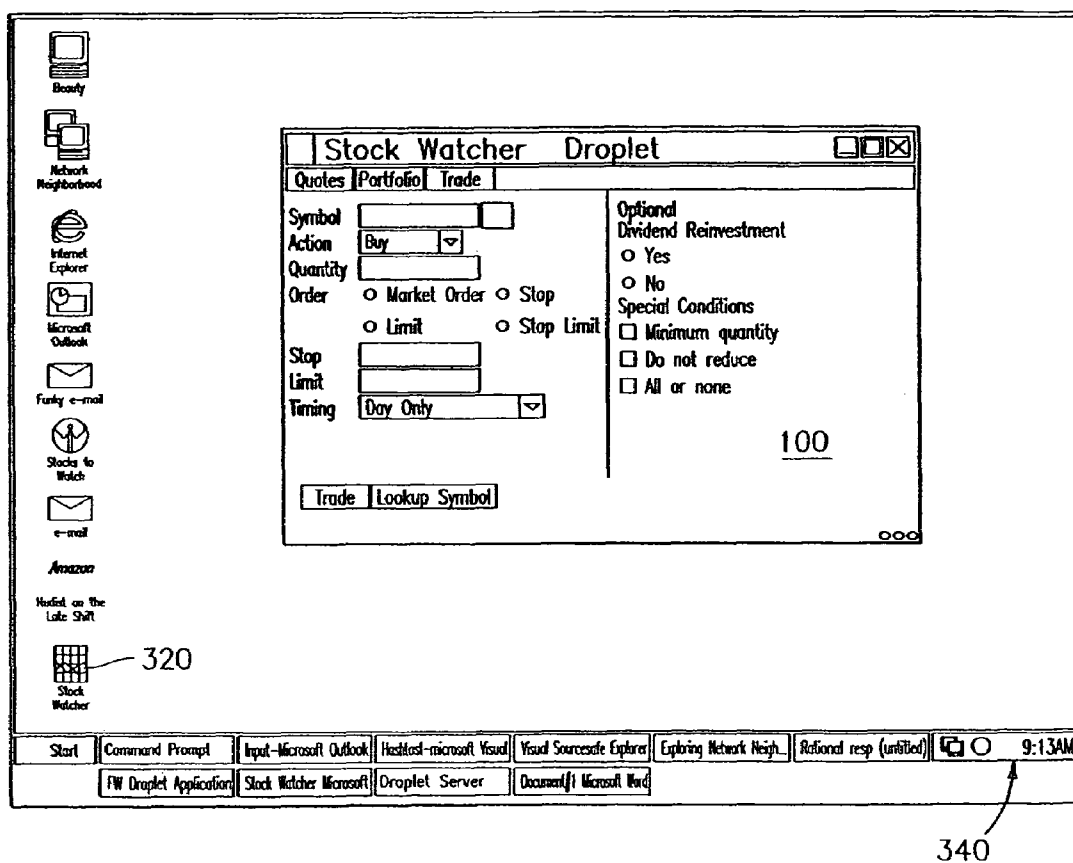 Beauty
Network
Neighborhood
Internet
Explorer
Microsoft
Outlook
Funky e-mail
Stocks to
Watch
e-mail
Amazon
Nudist on the
Late Shift
320
Stock
Watcher
Stock Watcher Droplet
Quotes Portfolio Trade
Symbol
Action Buy
Quantity
Order Market Order Stop
Limit Stop Limit
Stop
Limit
Timing Day Only
Trade Lookup Symbol
Optional
Dividend Reinvestment
Yes
No
Special Conditions
Minimum quantity
Do not reduce
All or none
100
Start Command Prompt Input-Microsoft Outlook Visual Visual Sourcesafe Explorer Exploring Network Neigh... Rational resp (untitled) 9:13AM
FW Droplet Application Stock Watcher Microsoft Droplet Server Microsoft Word
340